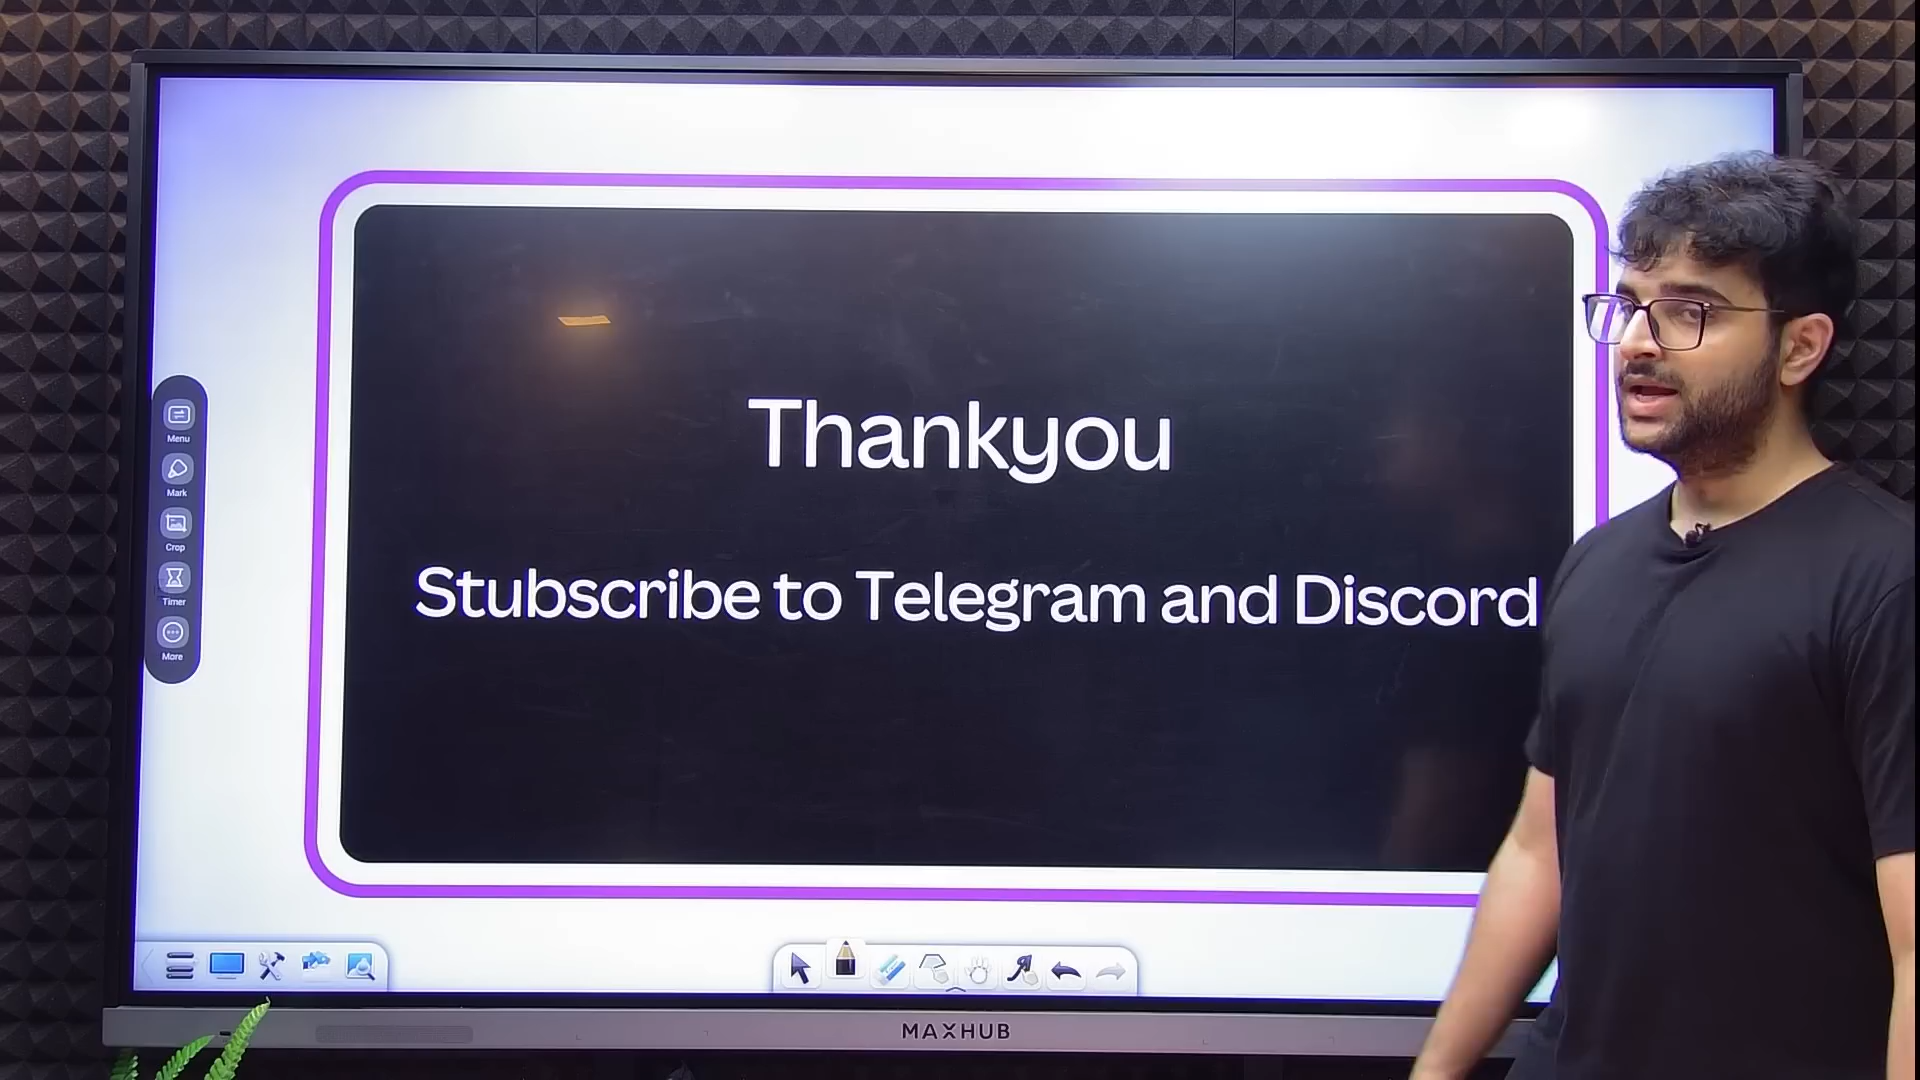 Thankyou
Stubscribe to Telegram and Discord
Menu
Mark
Crop
Timer
More
MAXHUB